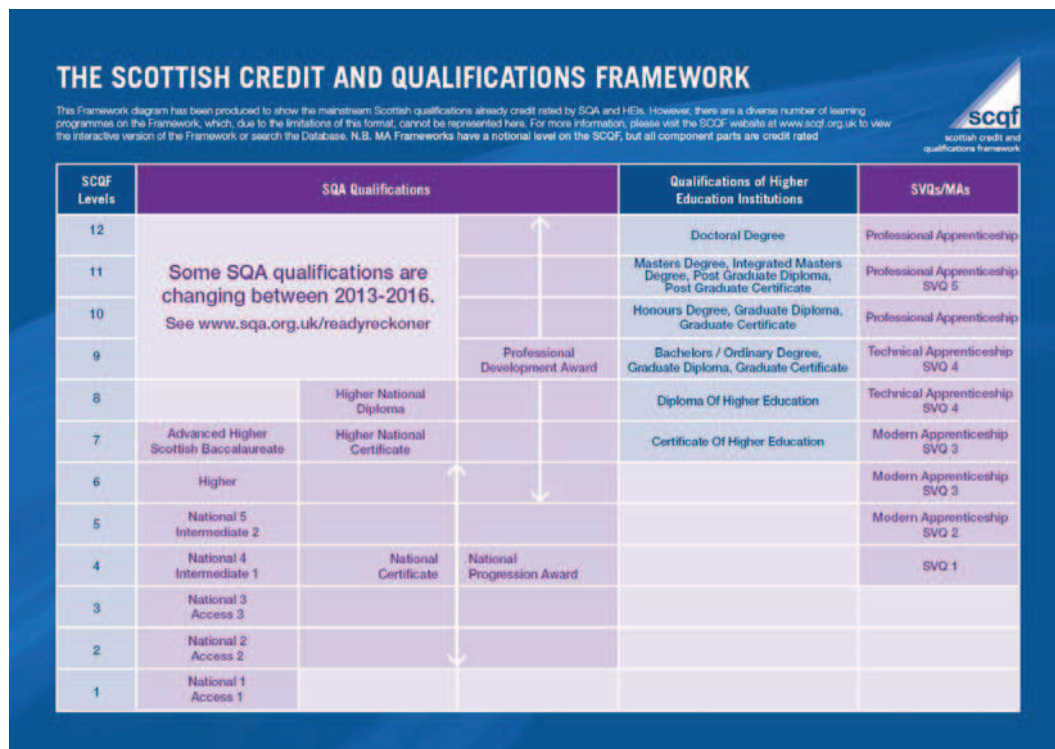 THE SCOTTISH CREDIT AND QUALIFICATIONS FRAMEWORK
This Framework diagram has been produced to show the mainstream Scottish qualifications already credit rated by SQA and HEIs. However, there are a diverse number of learning
programmes on the Framework, which, due to the limitations of this format, cannot be represented here. For more information, please visit the SCQF website at www.scqf.org.uk to view
the interactive version of the Framework or search the Database. N.B. MA Frameworks have a notional level on the SCQF, but all component parts are credit rated
scqf
scottish credit and
qualifications framework
SCQF
Levels
SQA Qualifications
Qualifications of Higher
Education Institutions
SVQs/MAs
12
Doctoral Degree
Professional Apprenticeship
Some SQA qualifications are
changing between 2013-2016.
See www.sqa.org.uk/readyreckoner
11
Masters Degree, Integrated Masters
Degree, Post Graduate Diploma,
Post Graduate Certificate
Professional Apprenticeship
SVQ 5
10
Honours Degree, Graduate Diploma,
Graduate Certificate
Professional Apprenticeship
9
Professional
Development Award
Bachelors / Ordinary Degree,
Graduate Diploma, Graduate Certificate
Technical Apprenticeship
SVQ 4
8
Higher National
Diploma
Diploma Of Higher Education
Technical Apprenticeship
SVQ 4
7
Advanced Higher
Scottish Baccalaureate
Higher National
Certificate
Certificate Of Higher Education
Modern Apprenticeship
SVQ 3
6
Higher
Modern Apprenticeship
SVQ 3
5
National 5
Intermediate 2
Modern Apprenticeship
SVQ 2
4
National 4
Intermediate 1
National
Certificate
National
Progression Award
SVQ 1
3
National 3
Access 3
2
National 2
Access 2
1
National 1
Access 1